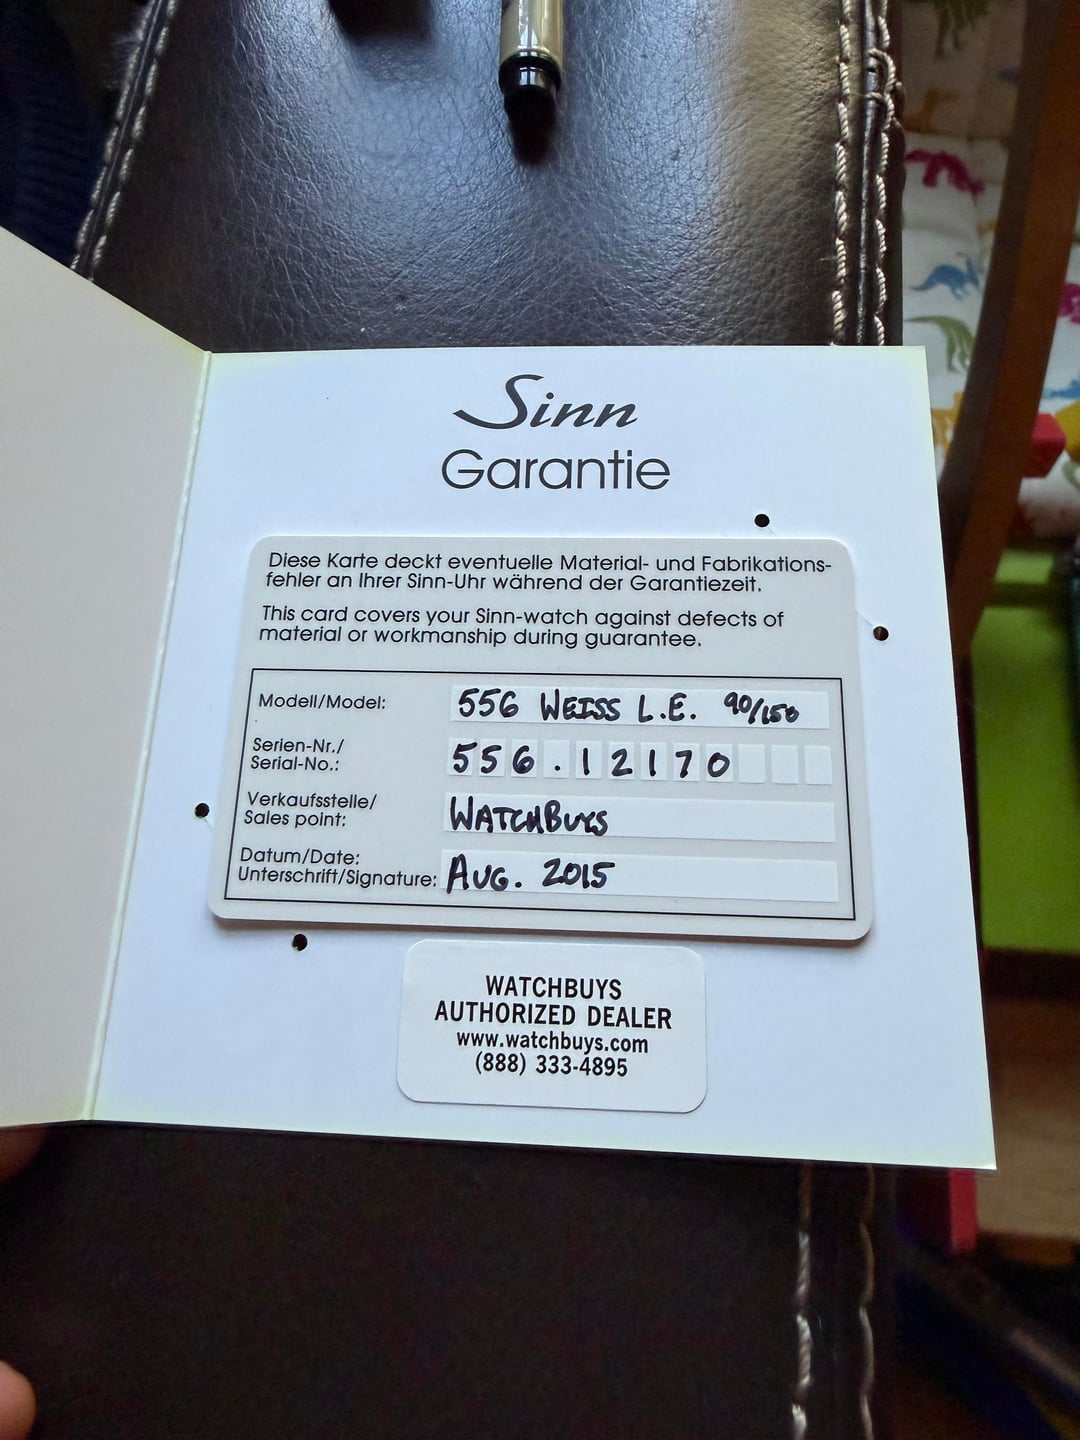 Sinn
Garantie
Diese Karte deckt eventuelle Material- und Fabrikations-
fehler an Ihrer Sinn-Uhr während der Garantiezeit.
This card covers your Sinn-watch against defects of
material or workmanship during guarantee.
Modell/Model: 556 WEISS L.E. 90/150
Serien-Nr./
Serial-No.: 556.12170
Verkaufsstelle/
Sales point: WATCHBUYS
Datum/Date:
Unterschrift/Signature: AUG. 2015
WATCHBUYS
AUTHORIZED DEALER
www.watchbuys.com
(888) 333-4895